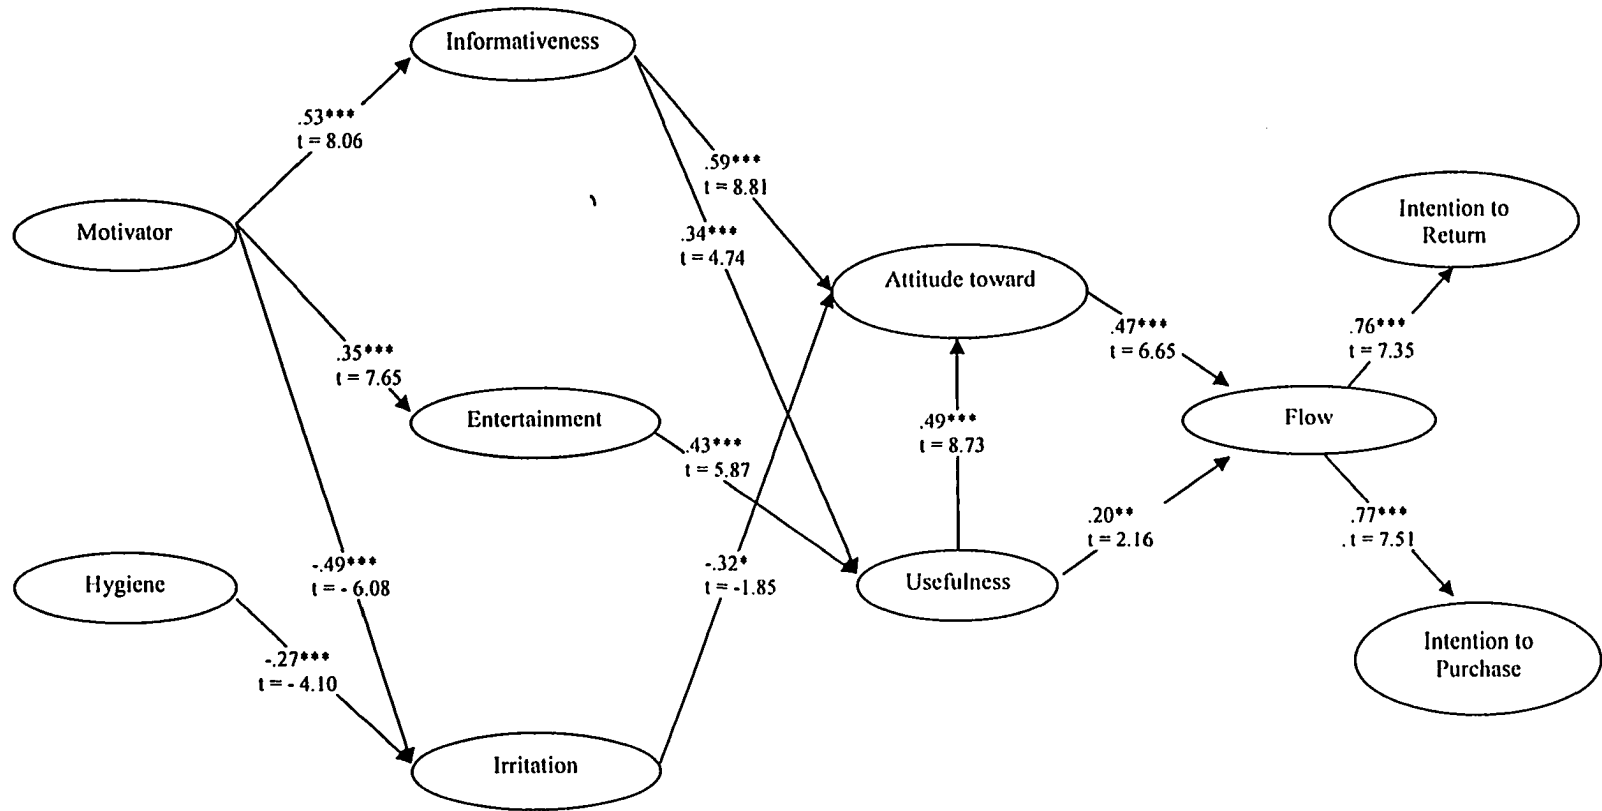 Informativeness
.53***
t = 8.06
.59***
t = 8.81
Motivator
.34***
t = 4.74
Intention to
Return
Attitude toward
.47***
t = 6.65
.76***
t = 7.35
.35***
t = 7.65
Entertainment
.43***
t = 5.87
.49***
t = 8.73
Flow
.20**
t = 2.16
.77***
. t = 7.51
Hygiene
-.49***
t = - 6.08
-.32*
t = -1.85
Usefulness
-.27***
t = - 4.10
Intention to
Purchase
Irritation